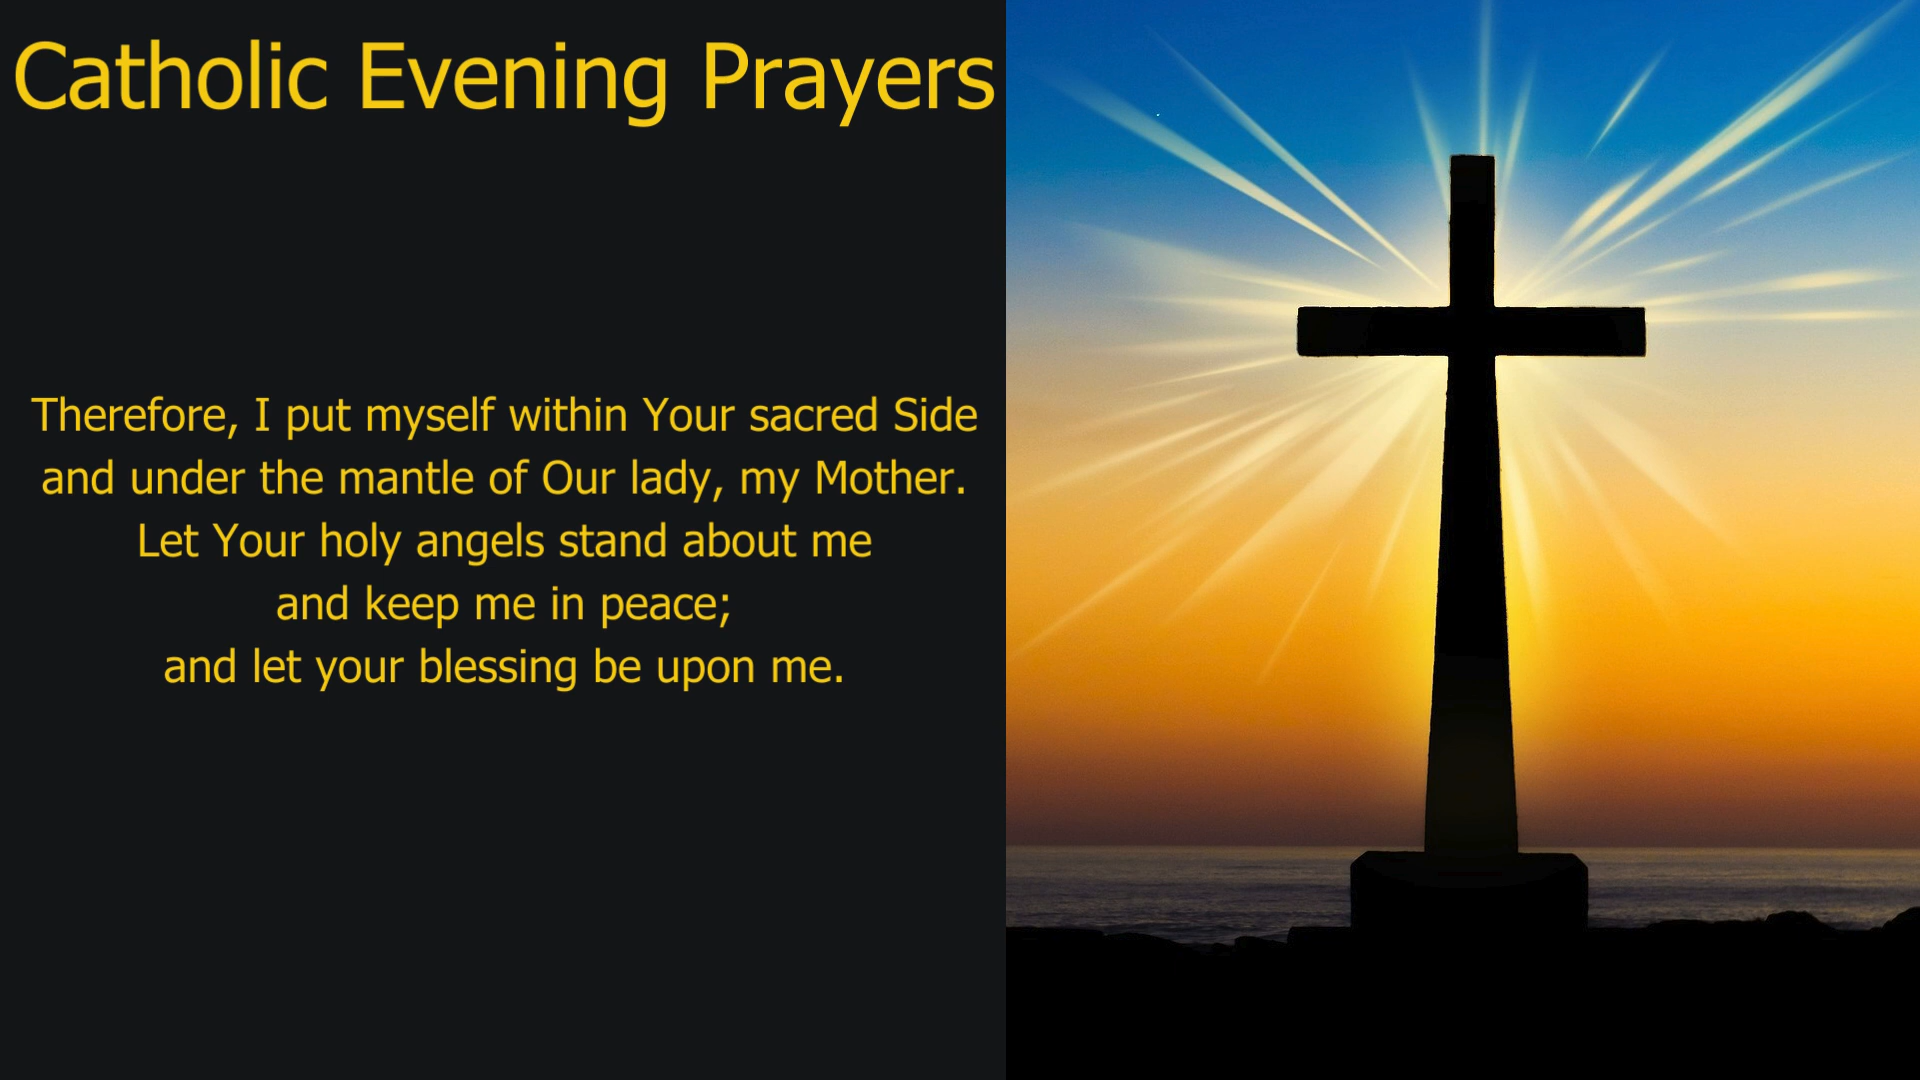 Catholic Evening Prayers
Therefore, I put myself within Your sacred Side
and under the mantle of Our lady, my Mother.
Let Your holy angels stand about me
and keep me in peace;
and let your blessing be upon me.